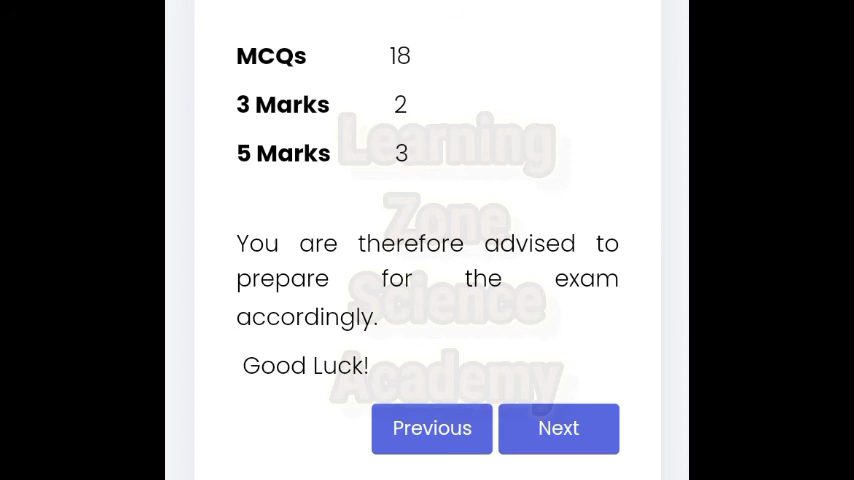 MCQs 18
3 Marks 2
5 Marks 3
Learning
Zone
Science
Academy
You are therefore advised to
prepare for the exam
accordingly.
Good Luck!
Previous Next